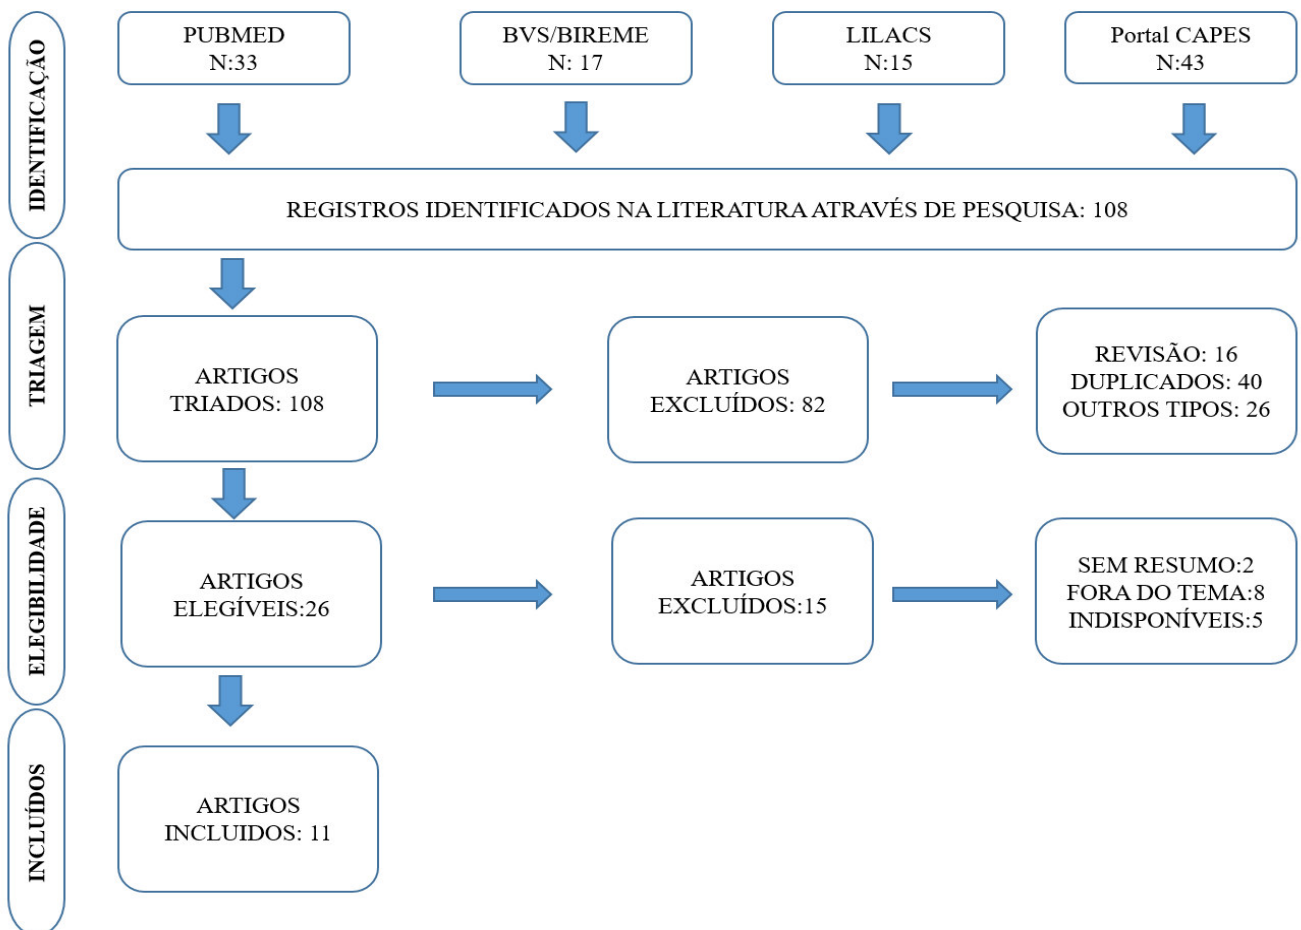 IDENTIFICAÇÃO
PUBMED
N:33
BVS/BIREME
N: 17
LILACS
N:15
Portal CAPES
N:43
REGISTROS IDENTIFICADOS NA LITERATURA ATRAVÉS DE PESQUISA: 108
TRIAGEM
ARTIGOS
TRIADOS: 108
ARTIGOS
EXCLUÍDOS: 82
REVISÃO: 16
DUPLICADOS: 40
OUTROS TIPOS: 26
ELEGIBILIDADE
ARTIGOS
ELEGÍVEIS:26
ARTIGOS
EXCLUÍDOS:15
SEM RESUMO:2
FORA DO TEMA:8
INDISPONÍVEIS:5
INCLUÍDOS
ARTIGOS
INCLUIDOS: 11